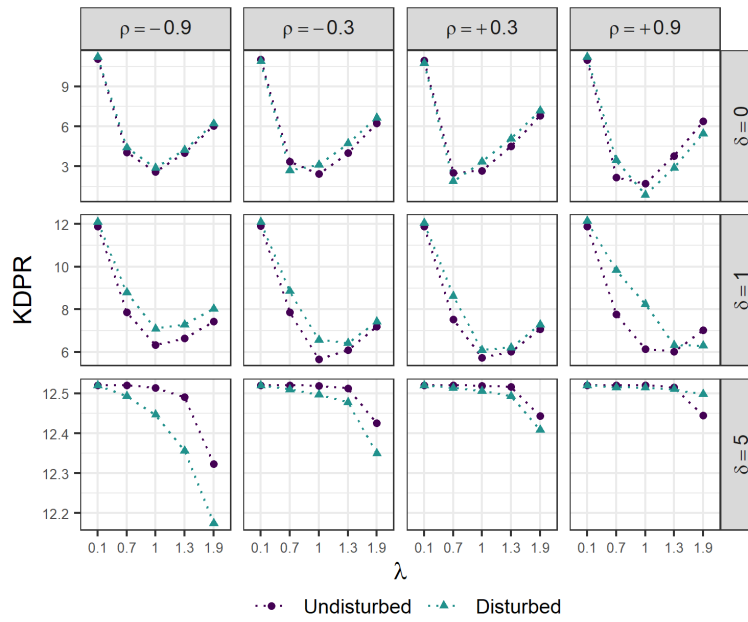 ρ = −0.9
ρ = −0.3
ρ = +0.3
ρ = +0.9
9
6
3
δ = 0
12
10
8
6
δ = 1
12.5
12.4
12.3
12.2
δ = 5
KDPR
0.1 0.7 1 1.3 1.9 0.1 0.7 1 1.3 1.9 0.1 0.7 1 1.3 1.9 0.1 0.7 1 1.3 1.9
λ
Undisturbed Disturbed